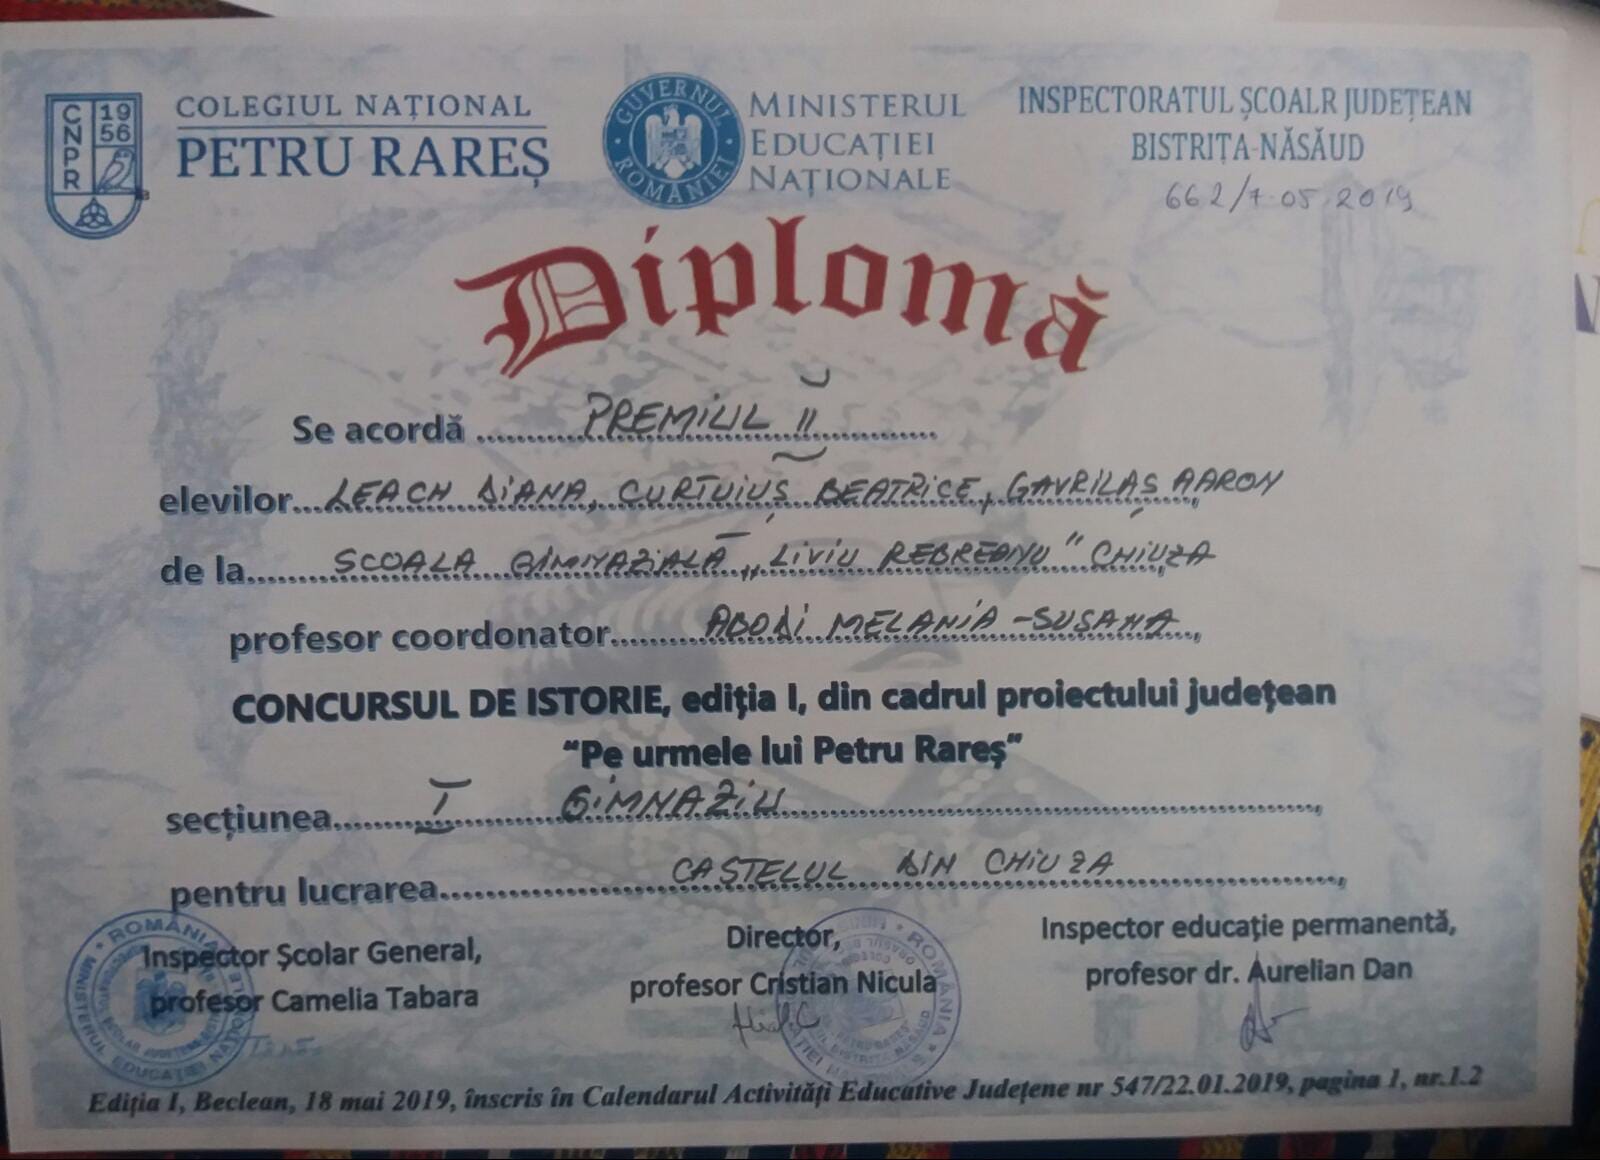 CNPR
1956
COLEGIUL NAȚIONAL
PETRU RAREȘ
GUVERNUL ROMÂNIEI
MINISTERUL
EDUCAȚIEI
NAȚIONALE
INSPECTORATUL ȘCOALR JUDEȚEAN
BISTRIȚA-NĂSĂUD
662/7.05.2019
Diplomă
Se acordă PREMIUL II
elevilor LEACH DIANA, CURTUIUȘ BEATRICE, GAVRILAȘ AARON
de la SCOALA GIMNAZIALĂ „LIVIU REBREANU" CHIUZA,
profesor coordonator ABODI MELANIA-SUSANA,
CONCURSUL DE ISTORIE, ediția I, din cadrul proiectului județean
“Pe urmele lui Petru Rareș”
secțiunea I GIMNAZIU,
pentru lucrarea CASTELUL DIN CHIUZA,
Inspector Școlar General,
profesor Camelia Tabara
Director,
profesor Cristian Nicula
Inspector educație permanentă,
profesor dr. Aurelian Dan
Ediția I, Beclean, 18 mai 2019, înscris în Calendarul Activități Educative Județene nr 547/22.01.2019, pagina 1, nr.1.2